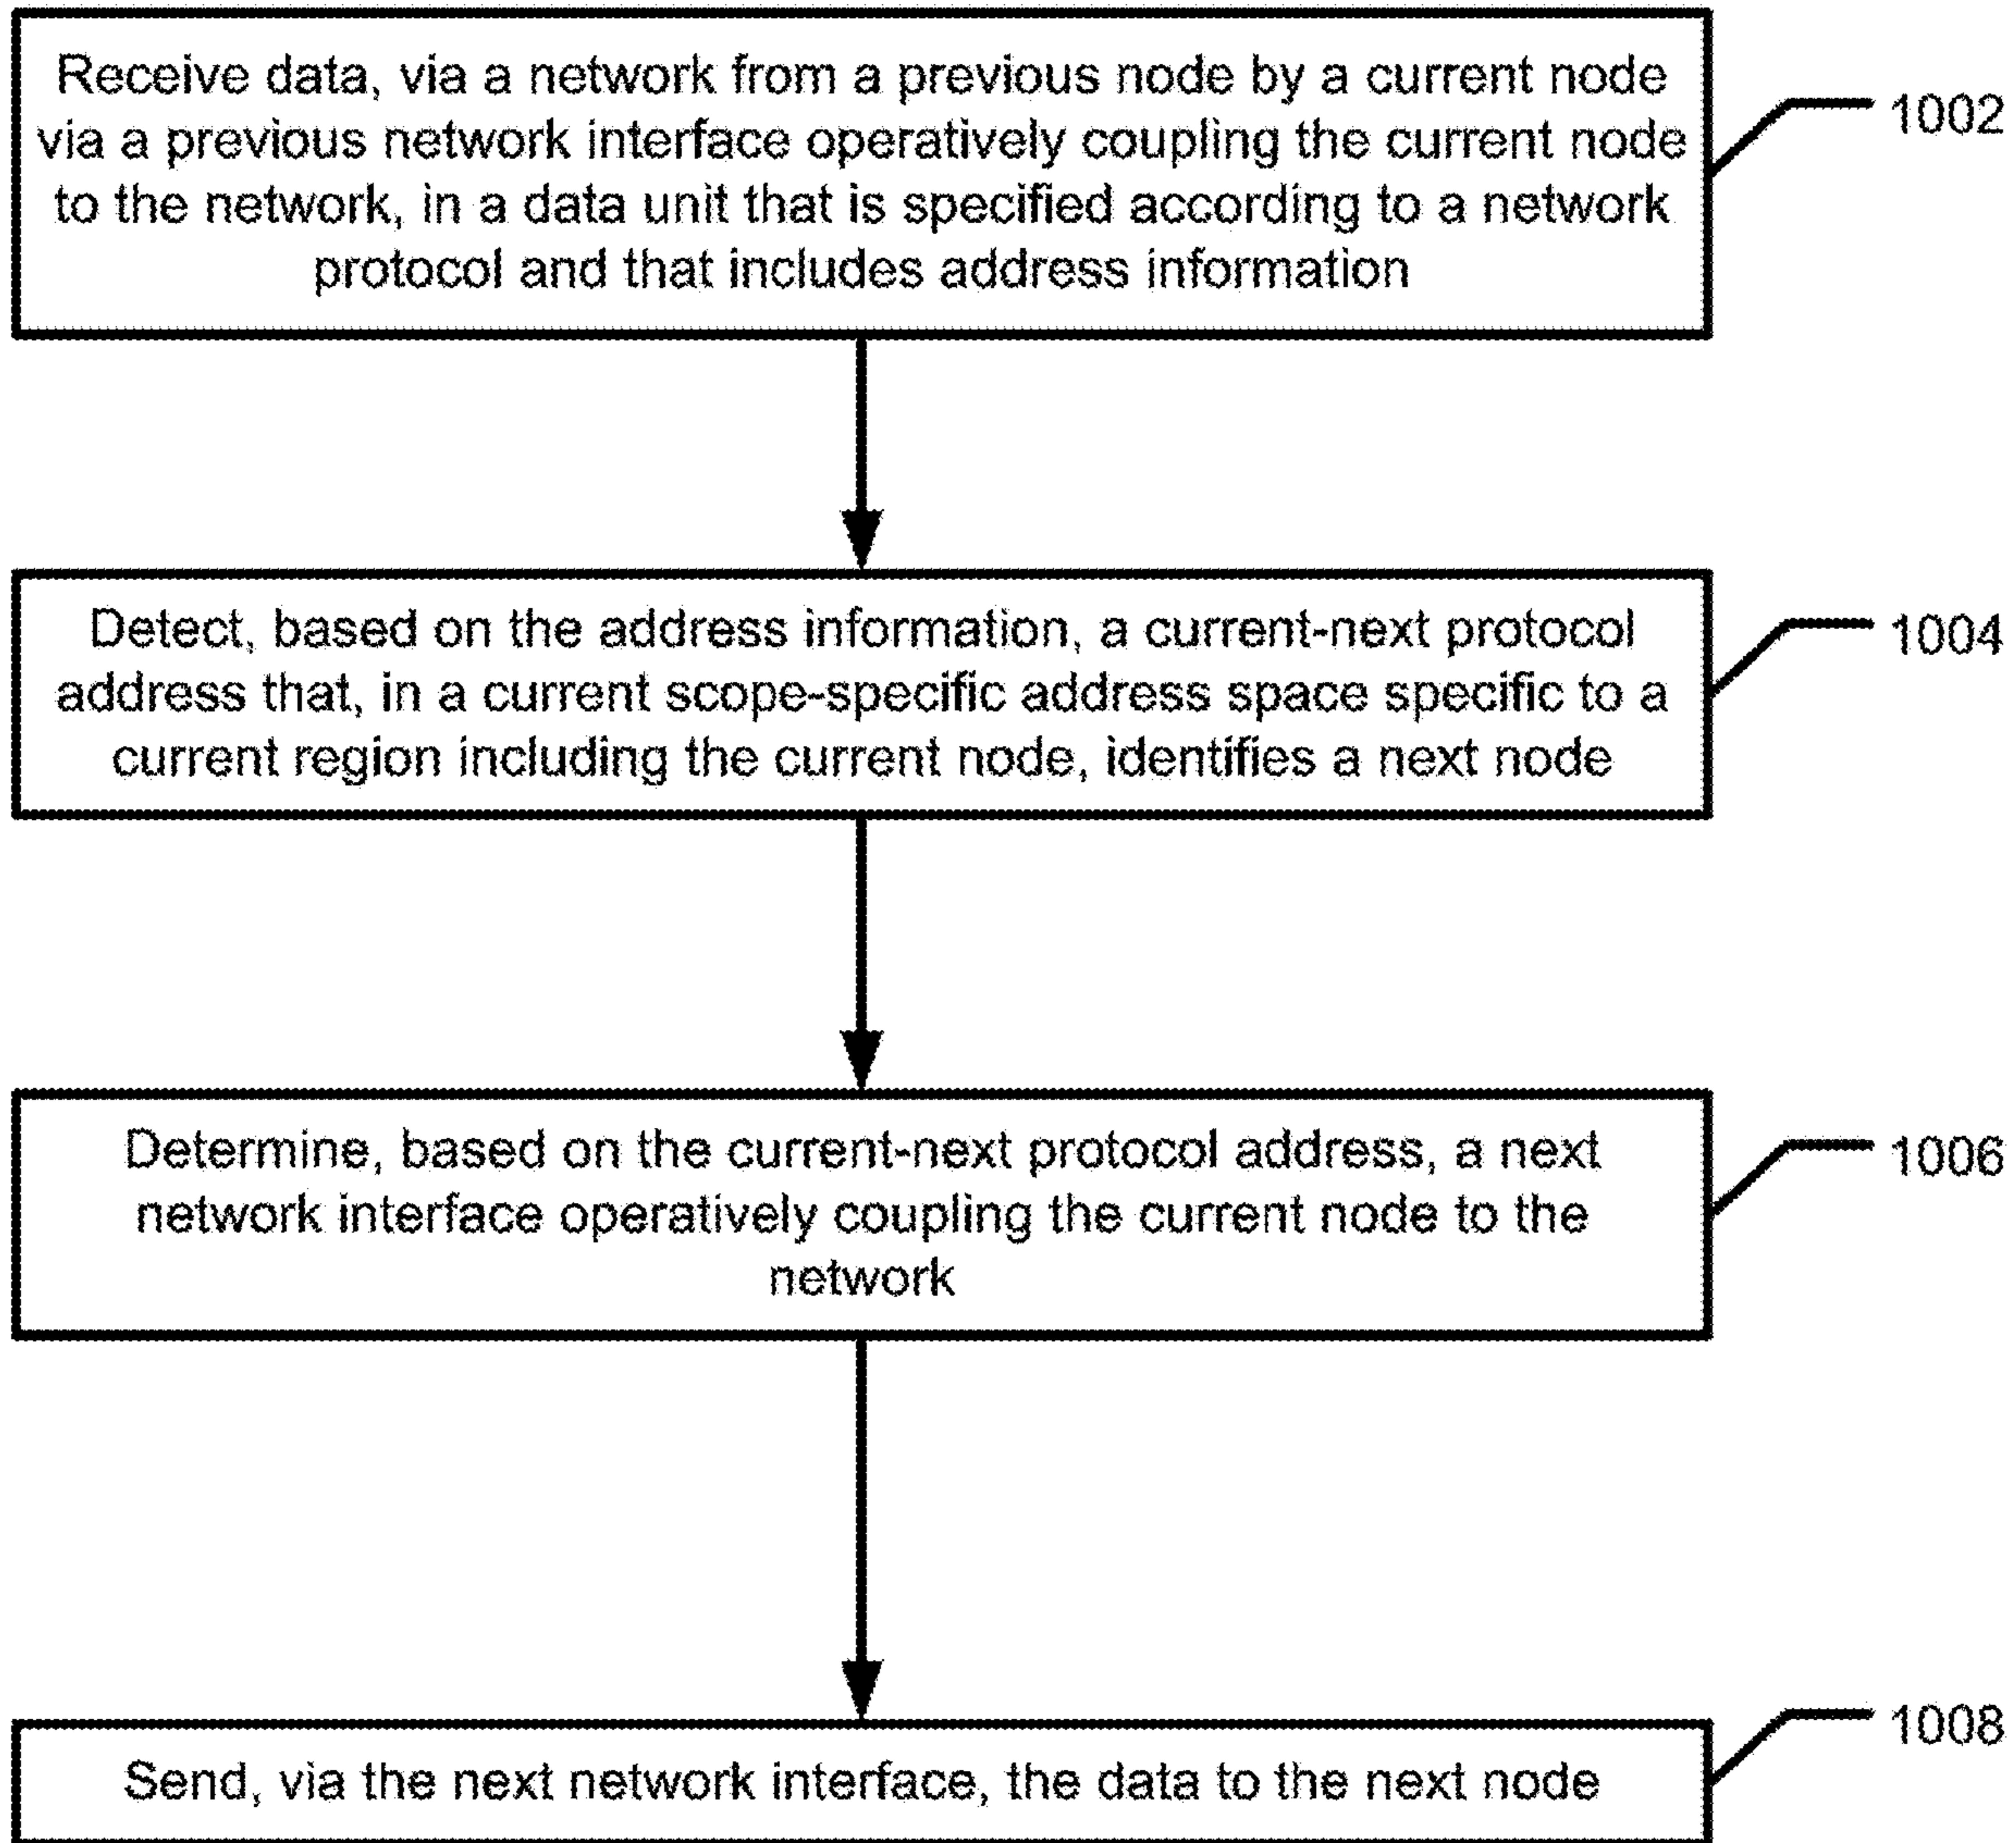 Receive data, via a network from a previous node by a current node
via a previous network interface operatively coupling the current node
to the network, in a data unit that is specified according to a network
protocol and that includes address information
1002
Detect, based on the address information, a current-next protocol
address that, in a current scope-specific address space specific to a
current region including the current node, identifies a next node
1004
Determine, based on the current-next protocol address, a next
network interface operatively coupling the current node to the
network
1006
Send, via the next network interface, the data to the next node
1008